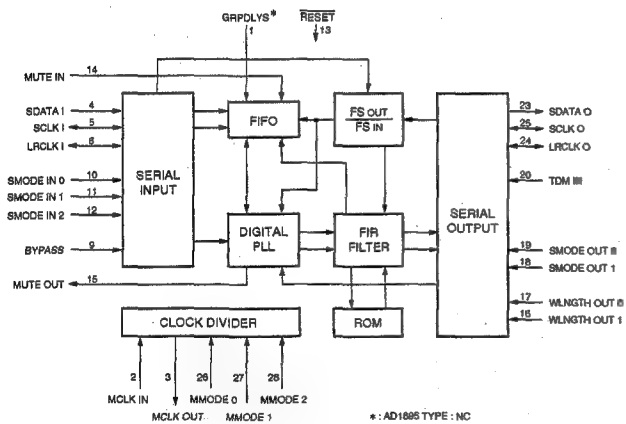 GRPDLYS*
1
RESET
13
MUTE IN 14
SDATA I 4
SCLK I 5
LRCLK I 6
SMODE IN 0 10
SMODE IN 1 11
SMODE IN 2 12
BYPASS 9
MUTE OUT 15
SERIAL INPUT
FIFO
FS OUT
FS IN
DIGITAL PLL
FIR FILTER
ROM
SERIAL OUTPUT
23 SDATA O
25 SCLK O
24 LRCLK O
20 TDM IN
19 SMODE OUT 0
18 SMODE OUT 1
17 WLNGTH OUT 0
16 WLNGTH OUT 1
CLOCK DIVIDER
2 3 26 27 28
MCLK IN
MCLK OUT
MMODE 0
MMODE 1
MMODE 2
* : AD1895 TYPE : NC